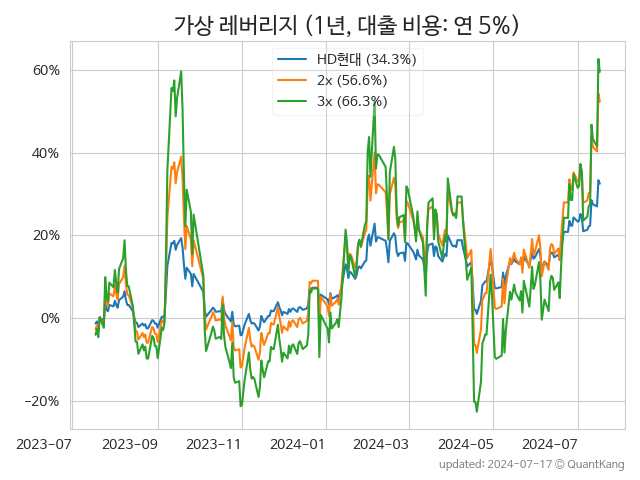 가상 레버리지 (1년, 대출 비용: 연 5%)
HD현대 (34.3%)
2x (56.6%)
3x (66.3%)
60%
40%
20%
0%
−20%
2023-07 2023-09 2023-11 2024-01 2024-03 2024-05 2024-07
updated: 2024-07-17 © QuantKang